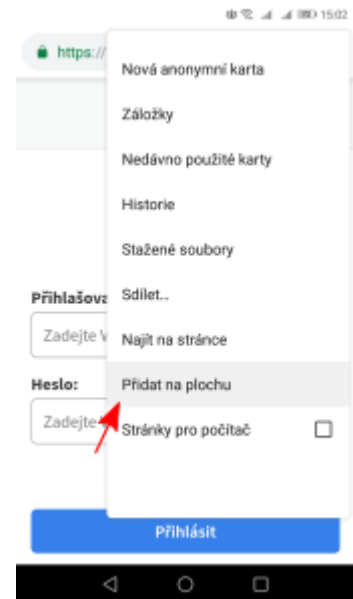 15:02
https://
Nová anonymní karta
Záložky
Nedávno použité karty
Historie
Stažené soubory
Sdílet..
Přihlašova
Zadejte V
Najít na stránce
Heslo:
Přidat na plochu
Zadejte
Stránky pro počítač
Přihlásit